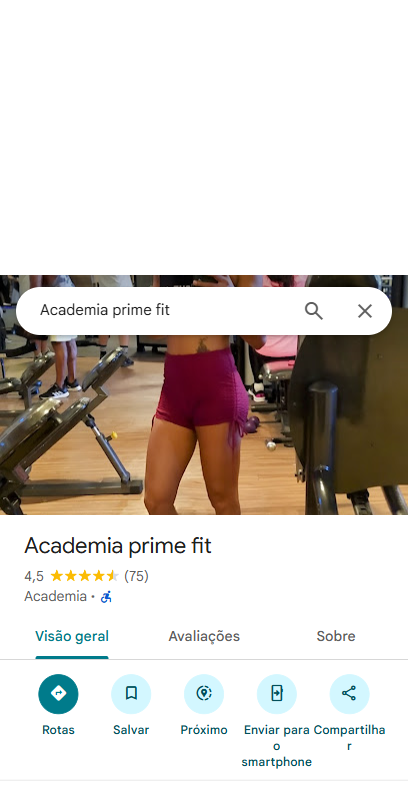 Academia prime fit
Academia prime fit
4,5 (75)
Academia •
Visão geral Avaliações Sobre
Rotas Salvar Próximo Enviar para o smartphone Compartilhar